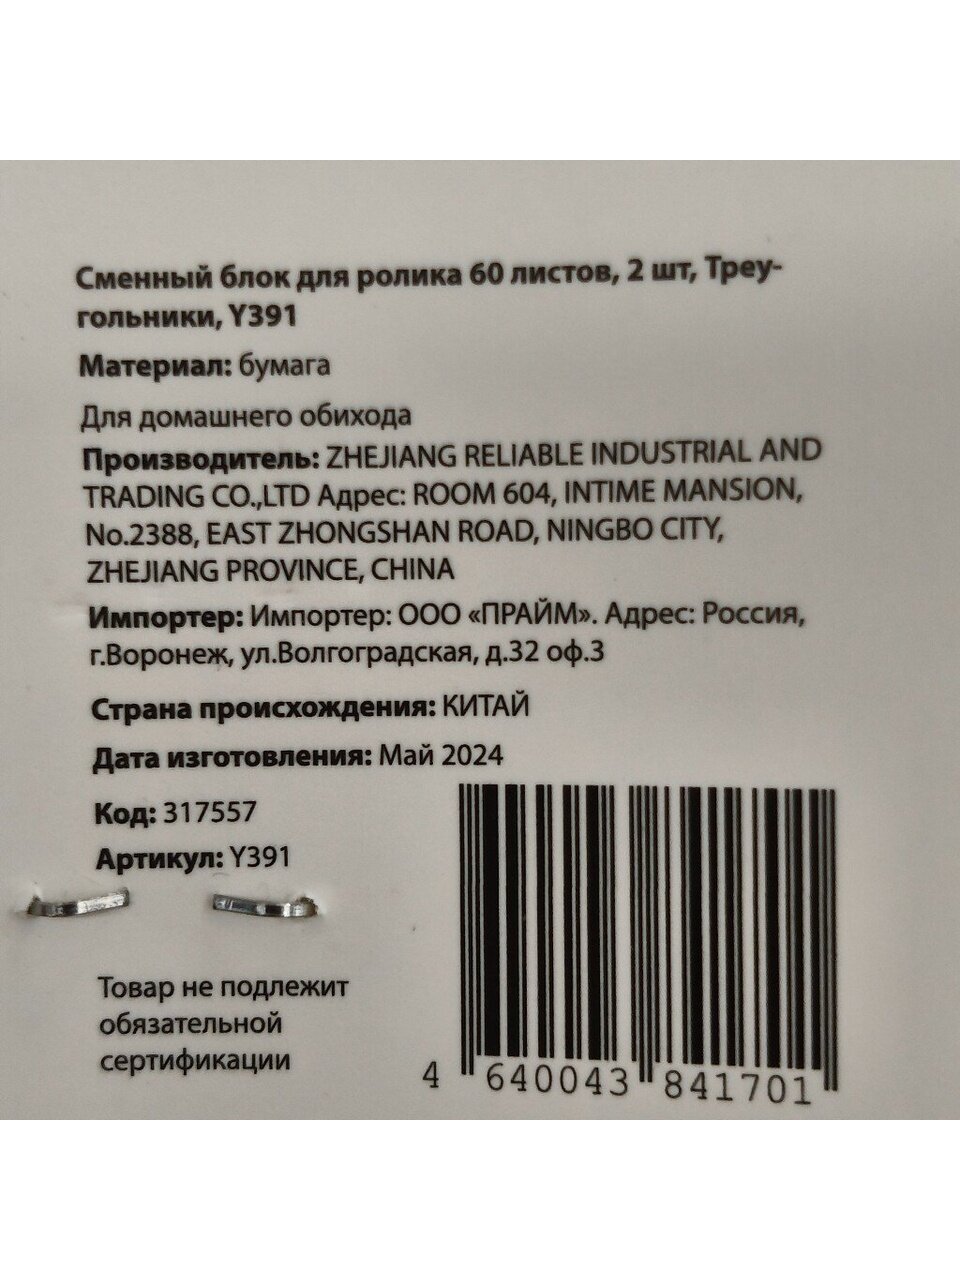 Сменный блок для ролика 60 листов, 2 шт, Треу-
гольники, Y391
Материал: бумага
Для домашнего обихода
Производитель: ZHEJIANG RELIABLE INDUSTRIAL AND
TRADING CO.,LTD Адрес: ROOM 604, INTIME MANSION,
No.2388, EAST ZHONGSHAN ROAD, NINGBO CITY,
ZHEJIANG PROVINCE, CHINA
Импортер: Импортер: ООО «ПРАЙМ». Адрес: Россия,
г.Воронеж, ул.Волгоградская, д.32 оф.3
Страна происхождения: КИТАЙ
Дата изготовления: Май 2024
Код: 317557
Артикул: Y391
Товар не подлежит
обязательной
сертификации
4 640043 841701